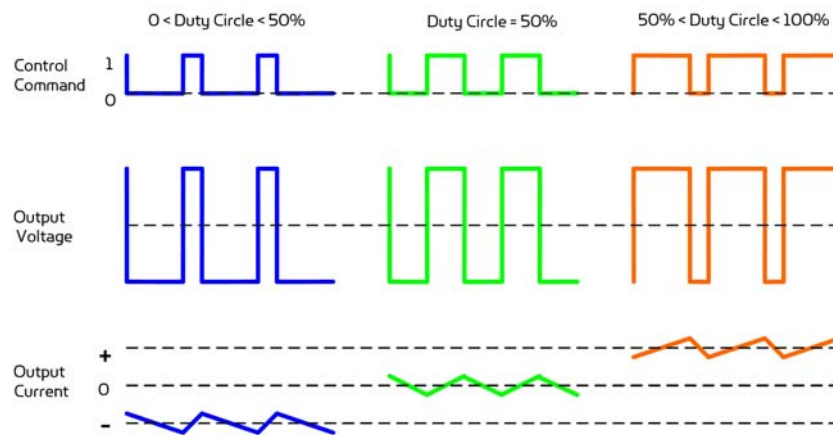 0 < Duty Circle < 50%
Duty Circle = 50%
50% < Duty Circle < 100%
Control
Command
1
0
Output
Voltage
+
Output
Current
0
-